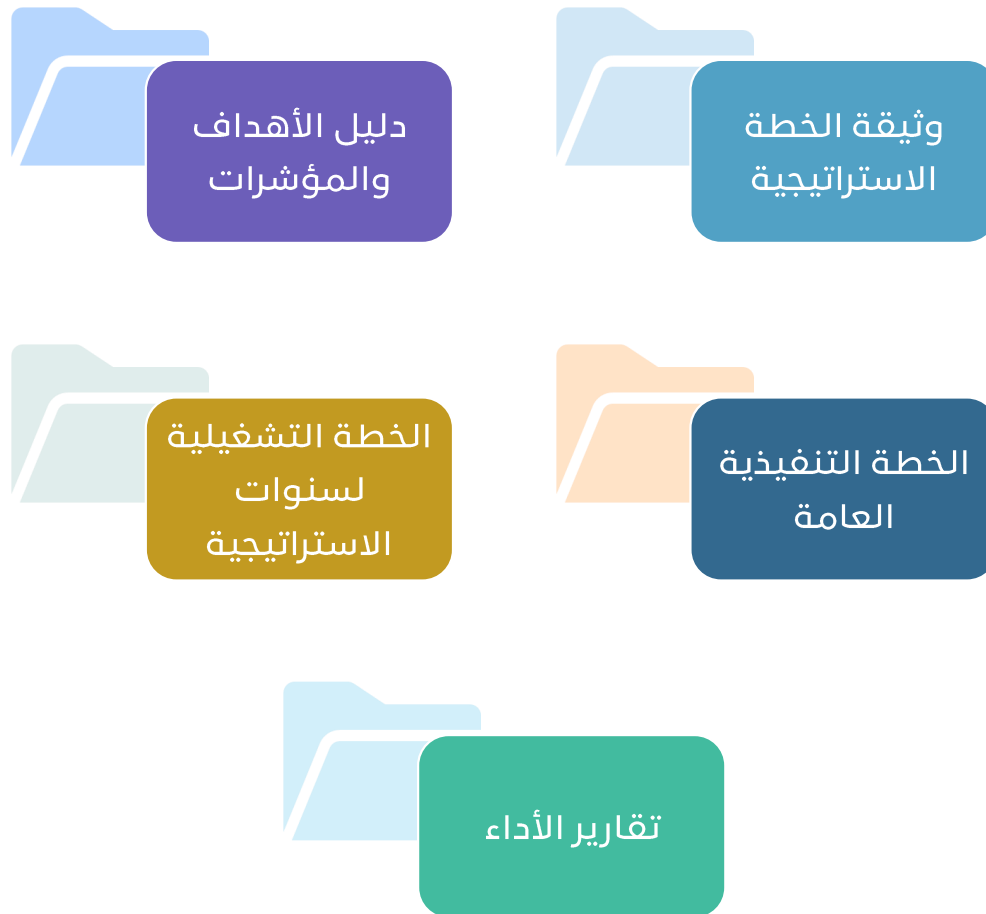 وثيقة الخطة
الاستراتيجية
دليل الأهداف
والمؤشرات
الخطة التنفيذية
العامة
الخطة التشغيلية
لسنوات
الاستراتيجية
تقارير الأداء